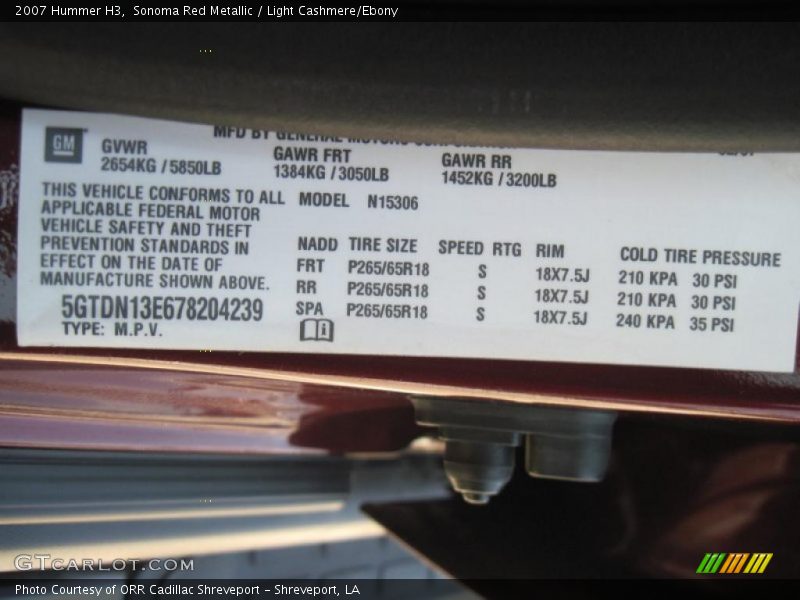 2007 Hummer H3, Sonoma Red Metallic / Light Cashmere/Ebony
MFD BY GENERAL MOTORS
GM
GVWR
2654KG / 5850LB
GAWR FRT
1384KG / 3050LB
GAWR RR
1452KG / 3200LB
THIS VEHICLE CONFORMS TO ALL
APPLICABLE FEDERAL MOTOR
VEHICLE SAFETY AND THEFT
PREVENTION STANDARDS IN
EFFECT ON THE DATE OF
MANUFACTURE SHOWN ABOVE.
5GTDN13E678204239
TYPE: M.P.V.
MODEL N15306
NADD TIRE SIZE SPEED RTG RIM COLD TIRE PRESSURE
FRT P265/65R18 S 18X7.5J 210 KPA 30 PSI
RR P265/65R18 S 18X7.5J 210 KPA 30 PSI
SPA P265/65R18 S 18X7.5J 240 KPA 35 PSI
GTCARLOT.COM
Photo Courtesy of ORR Cadillac Shreveport - Shreveport, LA